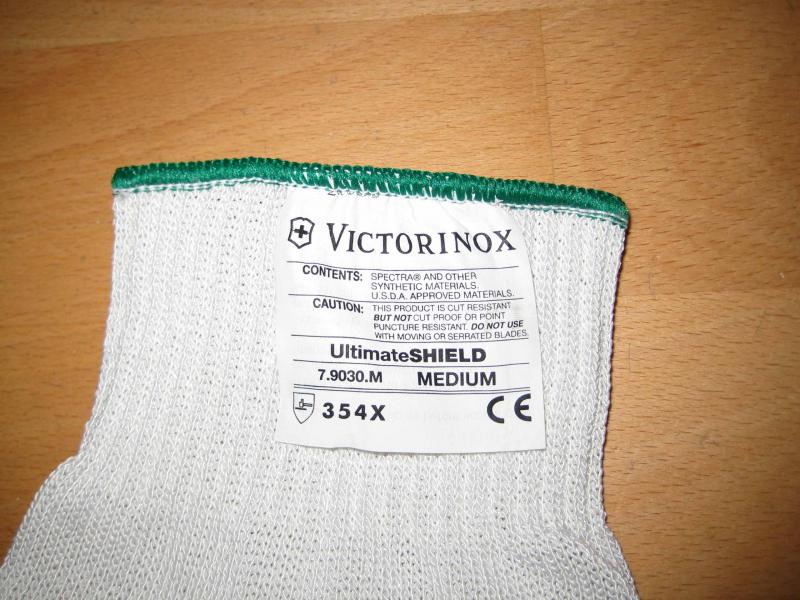 VICTORINOX
CONTENTS: SPECTRA® AND OTHER
SYNTHETIC MATERIALS.
U.S.D.A. APPROVED MATERIALS.
CAUTION: THIS PRODUCT IS CUT RESISTANT
BUT NOT CUT PROOF OR POINT
PUNCTURE RESISTANT. DO NOT USE
WITH MOVING OR SERRATED BLADES.
UltimateSHIELD
7.9030.M MEDIUM
354X CE